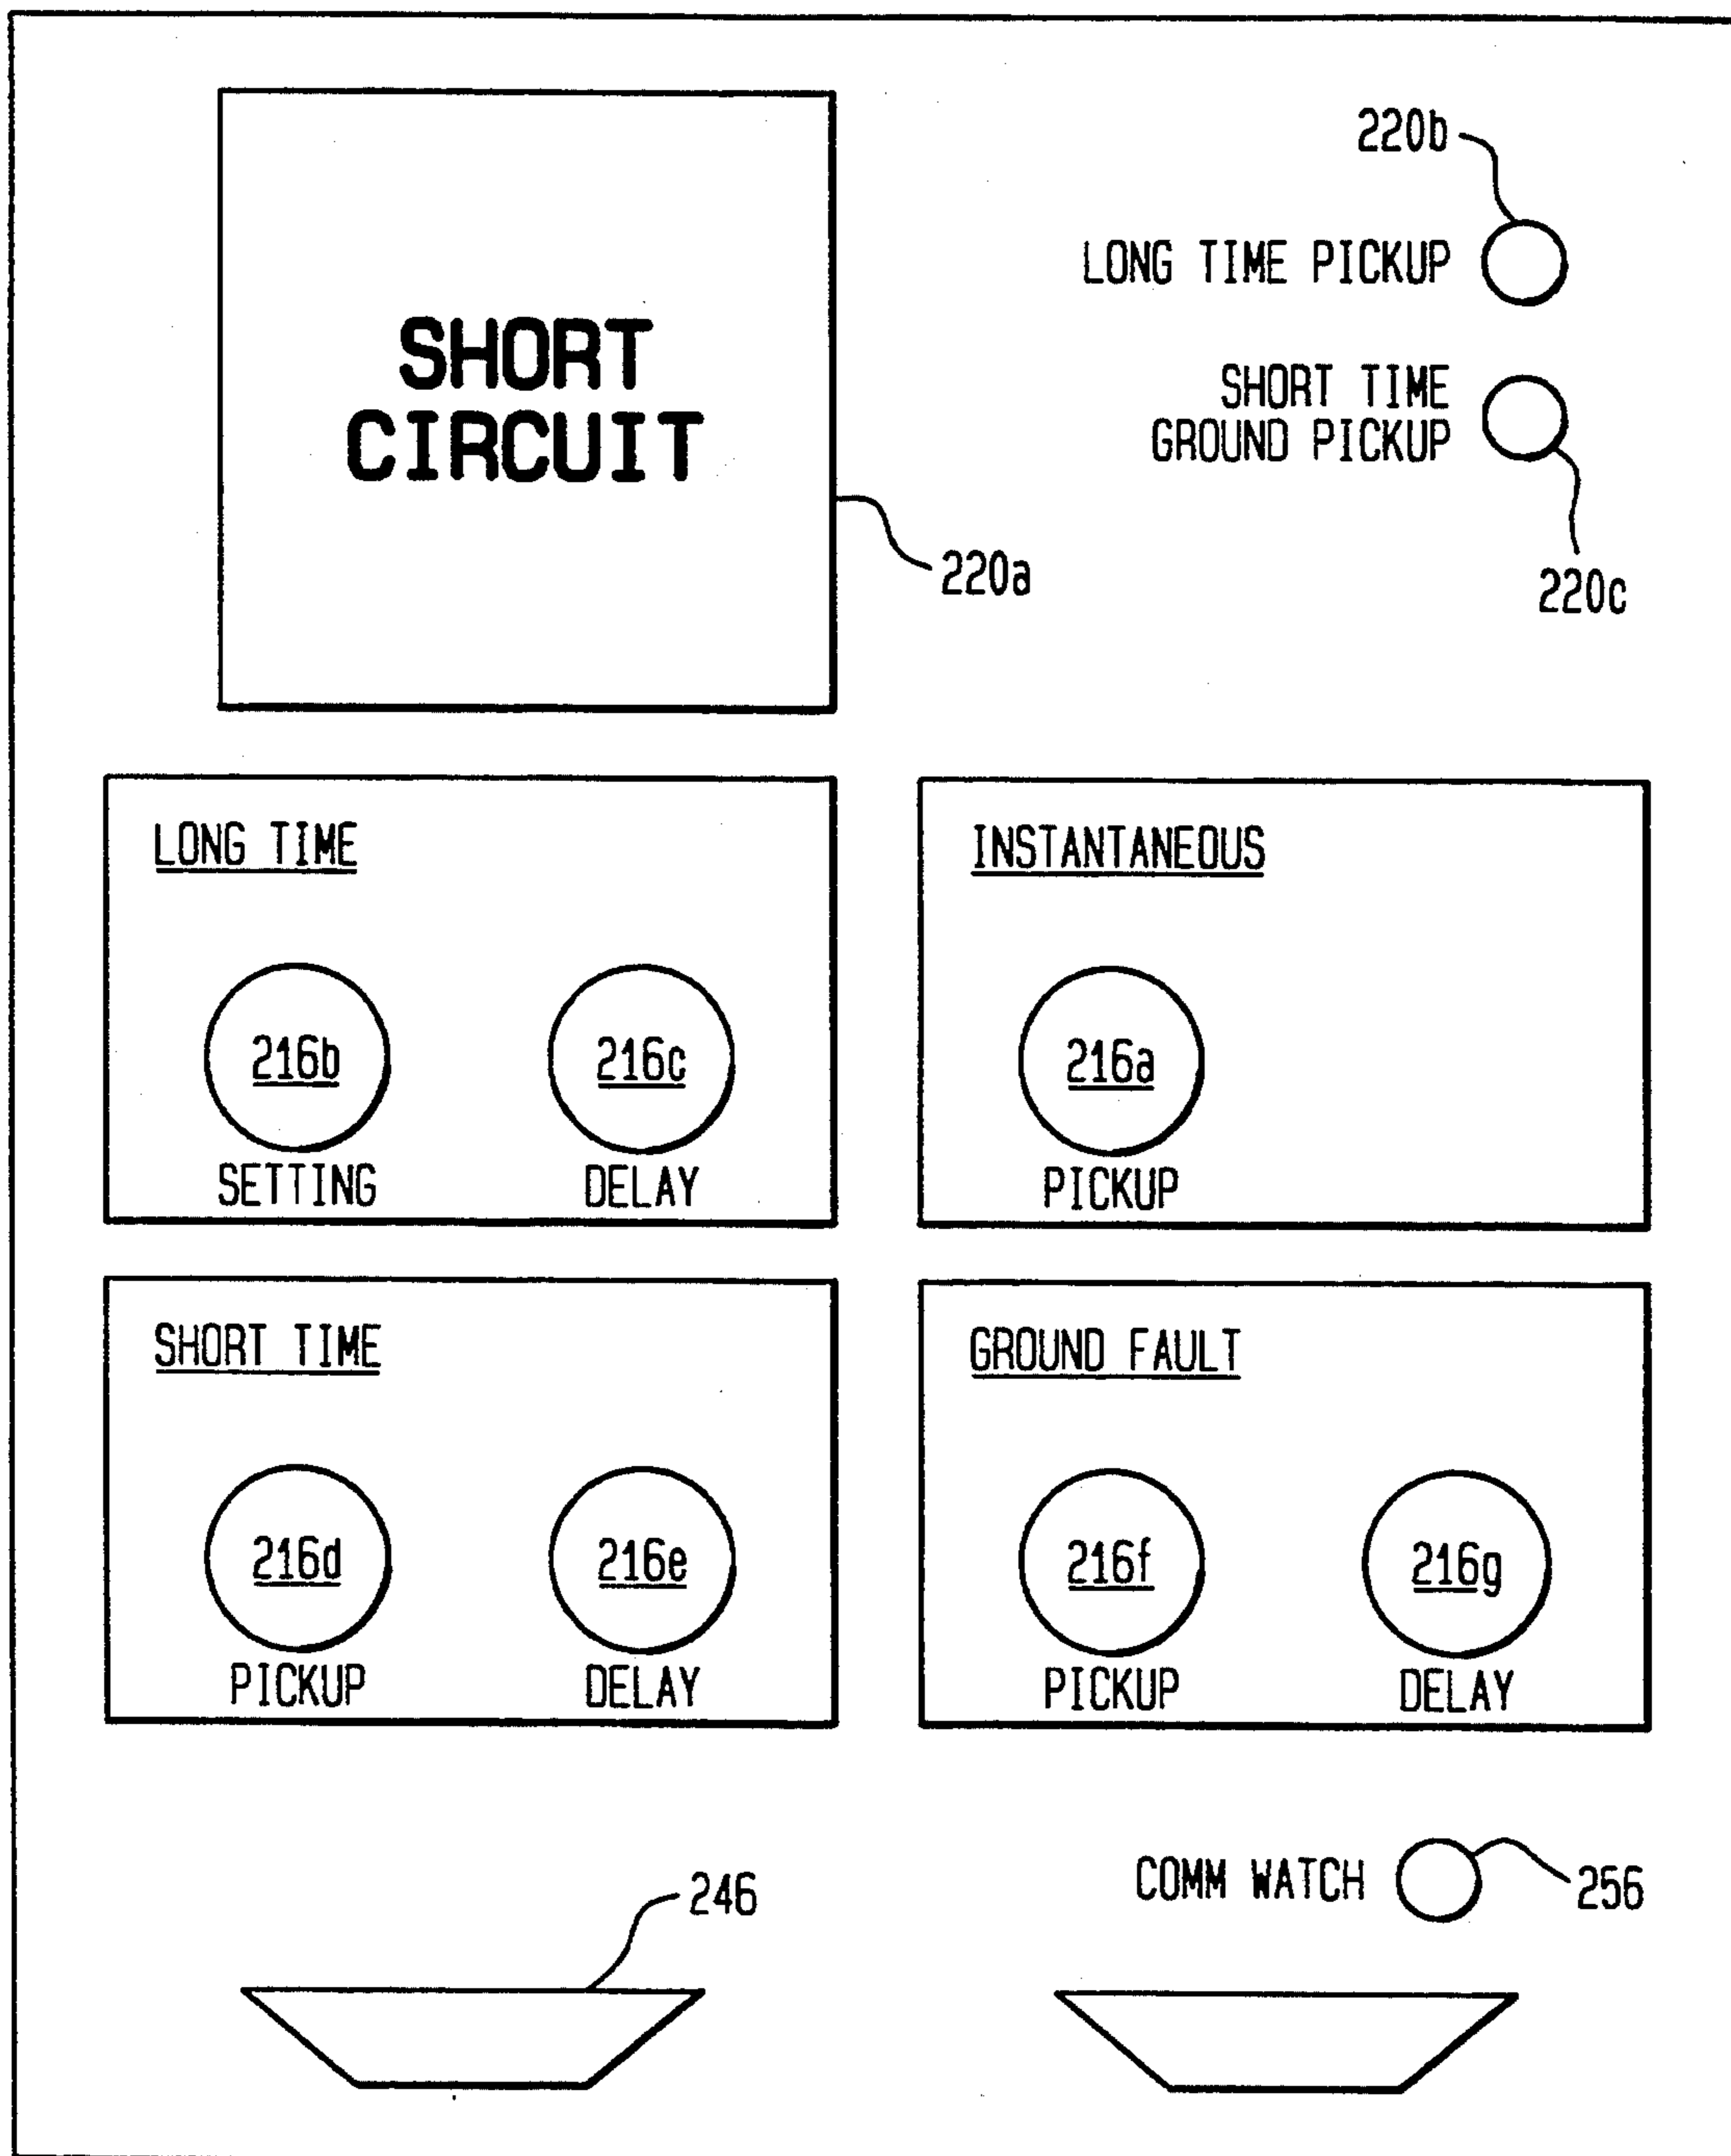 220b
LONG TIME PICKUP
SHORT
CIRCUIT
SHORT TIME
GROUND PICKUP
220a
220c
LONG TIME
216b
216c
SETTING
DELAY
INSTANTANEOUS
216a
PICKUP
SHORT TIME
216d
216e
PICKUP
DELAY
GROUND FAULT
216f
216g
PICKUP
DELAY
COMM WATCH
256
246